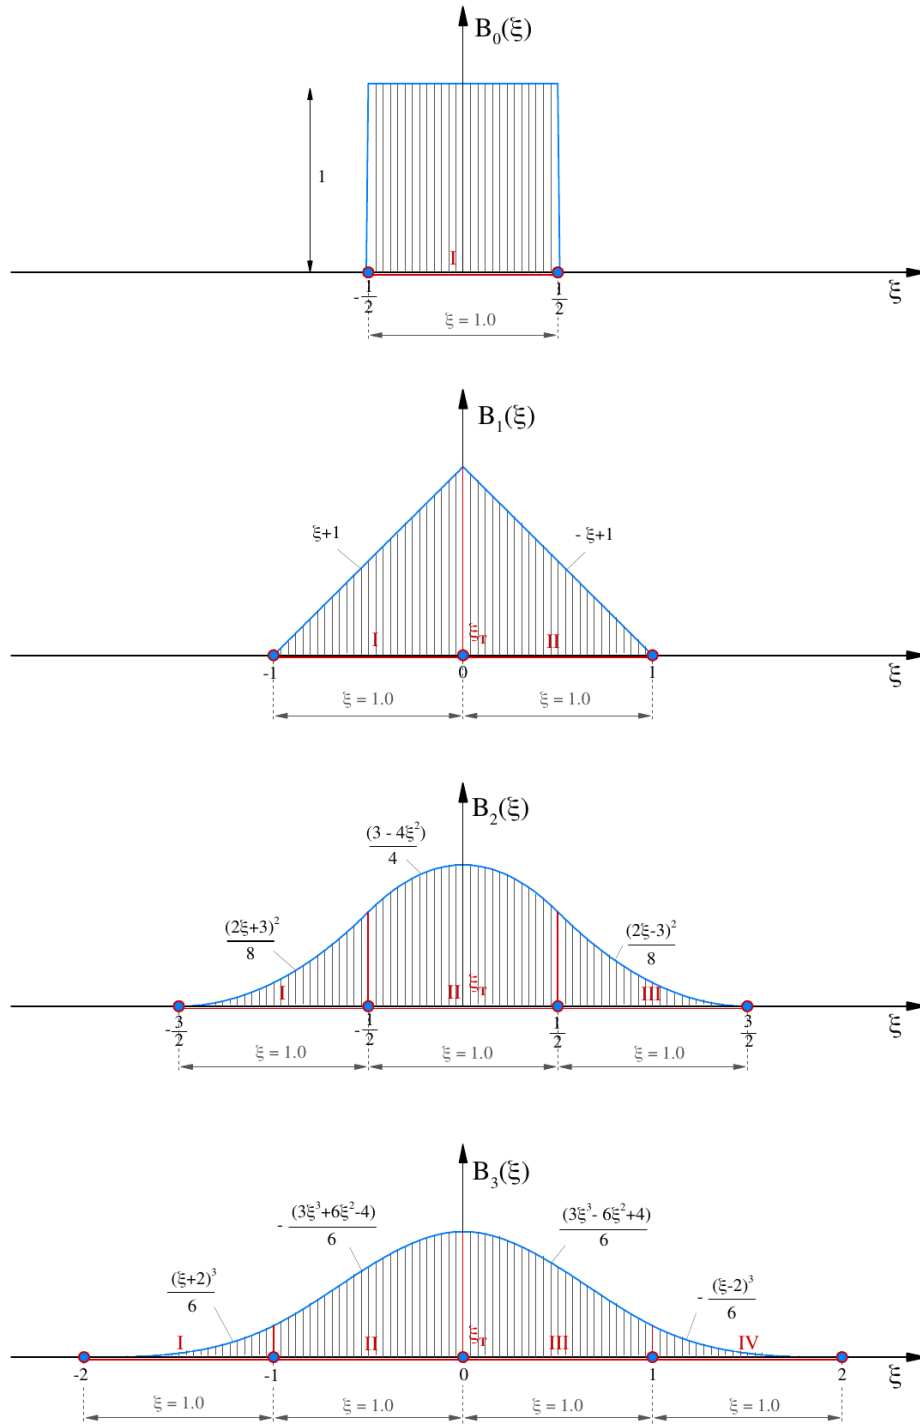 B₀(ξ)
1
I
-1/2
1/2
ξ
ξ = 1.0
B₁(ξ)
ξ+1
- ξ+1
I
ξT
II
-1
0
1
ξ
ξ = 1.0
ξ = 1.0
B₂(ξ)
(3 - 4ξ²)/4
(2ξ+3)²/8
(2ξ-3)²/8
I
II
ξT
III
-3/2
-1/2
1/2
3/2
ξ
ξ = 1.0
ξ = 1.0
ξ = 1.0
B₃(ξ)
- (3ξ³+6ξ²-4)/6
(3ξ³- 6ξ²+4)/6
(ξ+2)³/6
- (ξ-2)³/6
I
II
ξT
III
IV
-2
-1
0
1
2
ξ
ξ = 1.0
ξ = 1.0
ξ = 1.0
ξ = 1.0